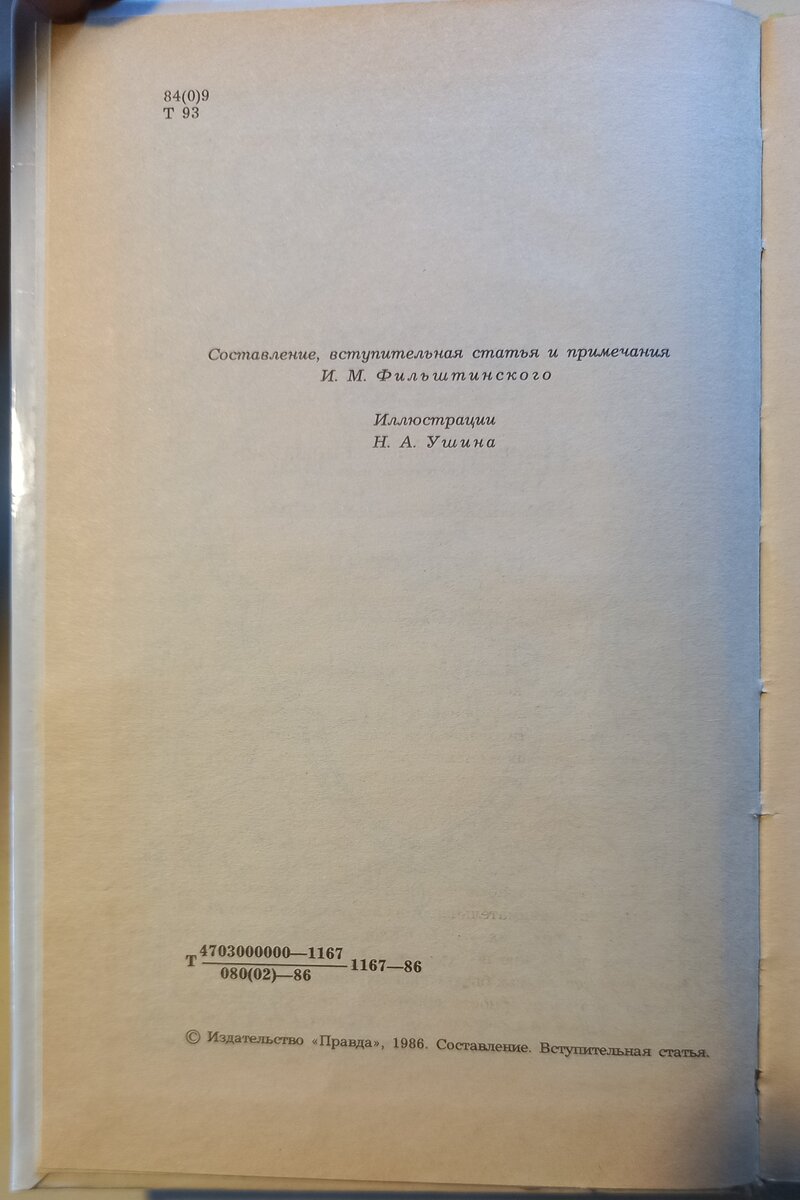 84(0)9
Т 93
Составление, вступительная статья и примечания
И. М. Фильштинского
Иллюстрации
Н. А. Ушина
Т 4703000000—1167
080(02)—86
1167—86
© Издательство «Правда», 1986. Составление. Вступительная статья.